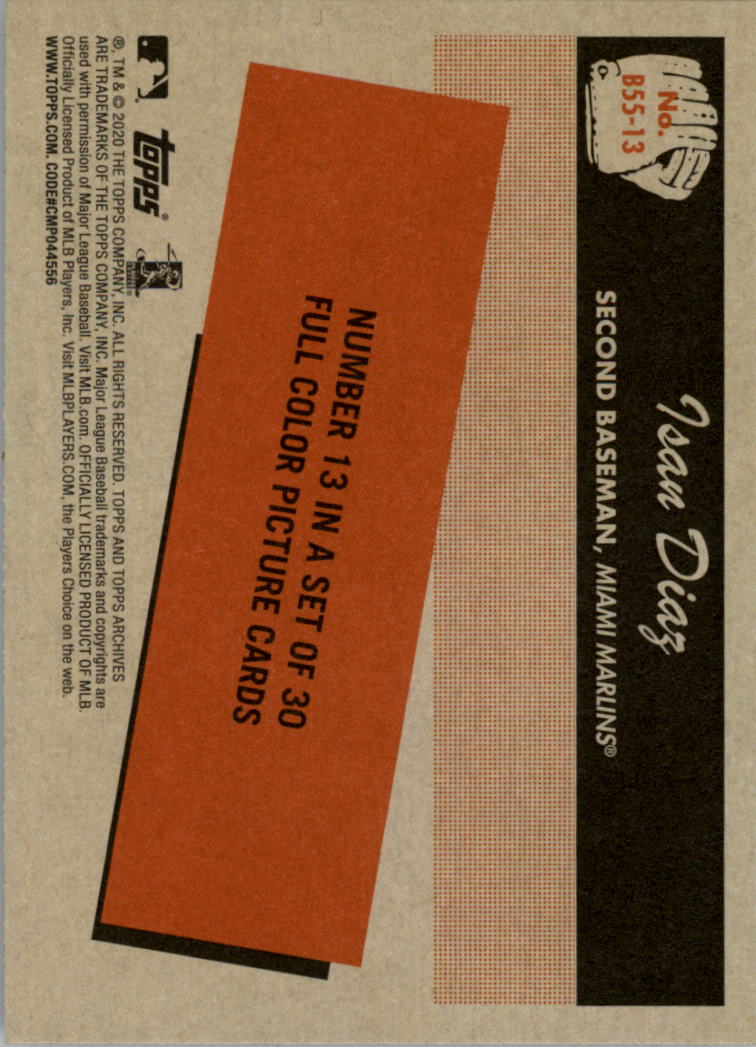 No.
B55-13
Isan Diaz
SECOND BASEMAN, MIAMI MARLINS®
NUMBER 13 IN A SET OF 30
FULL COLOR PICTURE CARDS
topps®
®, TM & © 2020 THE TOPPS COMPANY, INC. ALL RIGHTS RESERVED. TOPPS AND TOPPS ARCHIVES
ARE TRADEMARKS OF THE TOPPS COMPANY, INC. Major League Baseball trademarks and copyrights are
used with permission of Major League Baseball. Visit MLB.com. OFFICIALLY LICENSED PRODUCT OF MLB.
Officially Licensed Product of MLB Players, Inc. Visit MLBPLAYERS.COM, the Players Choice on the web.
WWW.TOPPS.COM. CODE#CMP044556